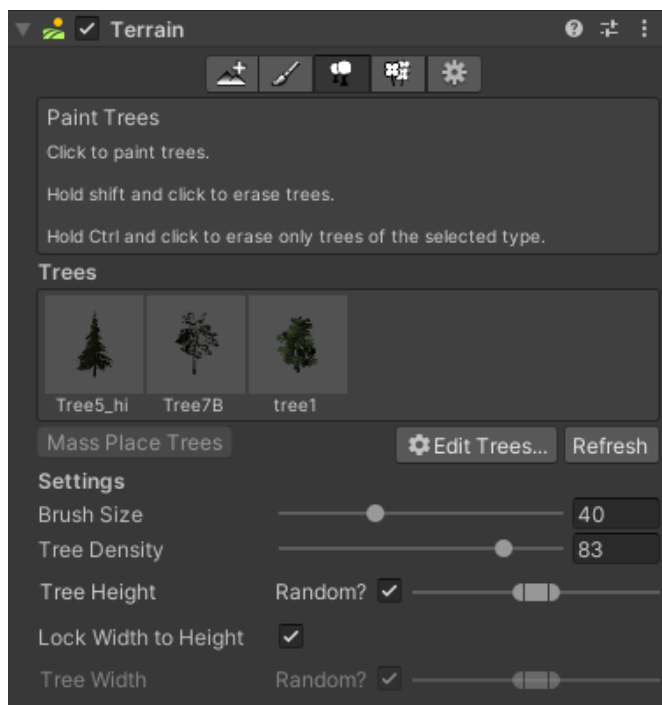 Terrain
Paint Trees
Click to paint trees.
Hold shift and click to erase trees.
Hold Ctrl and click to erase only trees of the selected type.
Trees
Tree5_hi Tree7B tree1
Mass Place Trees Edit Trees... Refresh
Settings
Brush Size 40
Tree Density 83
Tree Height Random?
Lock Width to Height
Tree Width Random?